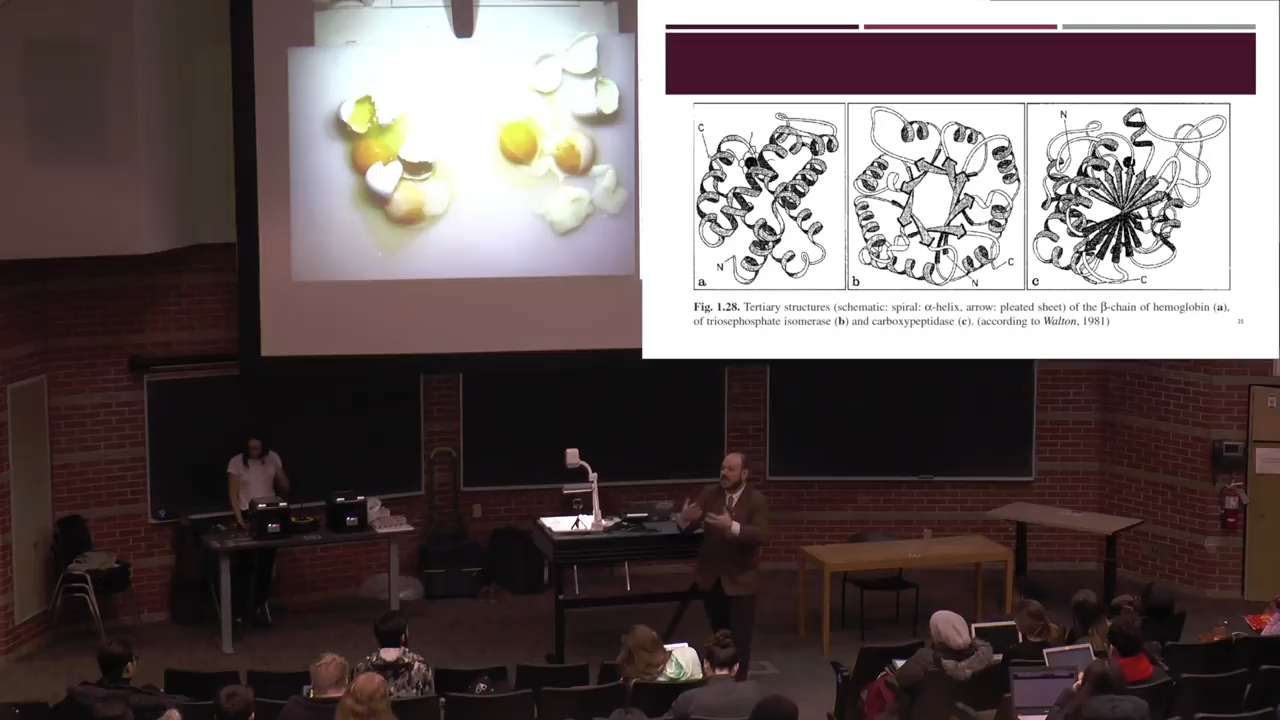 C
N
a
b
N
C
N
C
c
Fig. 1.28. Tertiary structures (schematic: spiral: α-helix, arrow: pleated sheet) of the β-chain of hemoglobin (a),
of triosephosphate isomerase (b) and carboxypeptidase (c). (according to Walton, 1981)
25